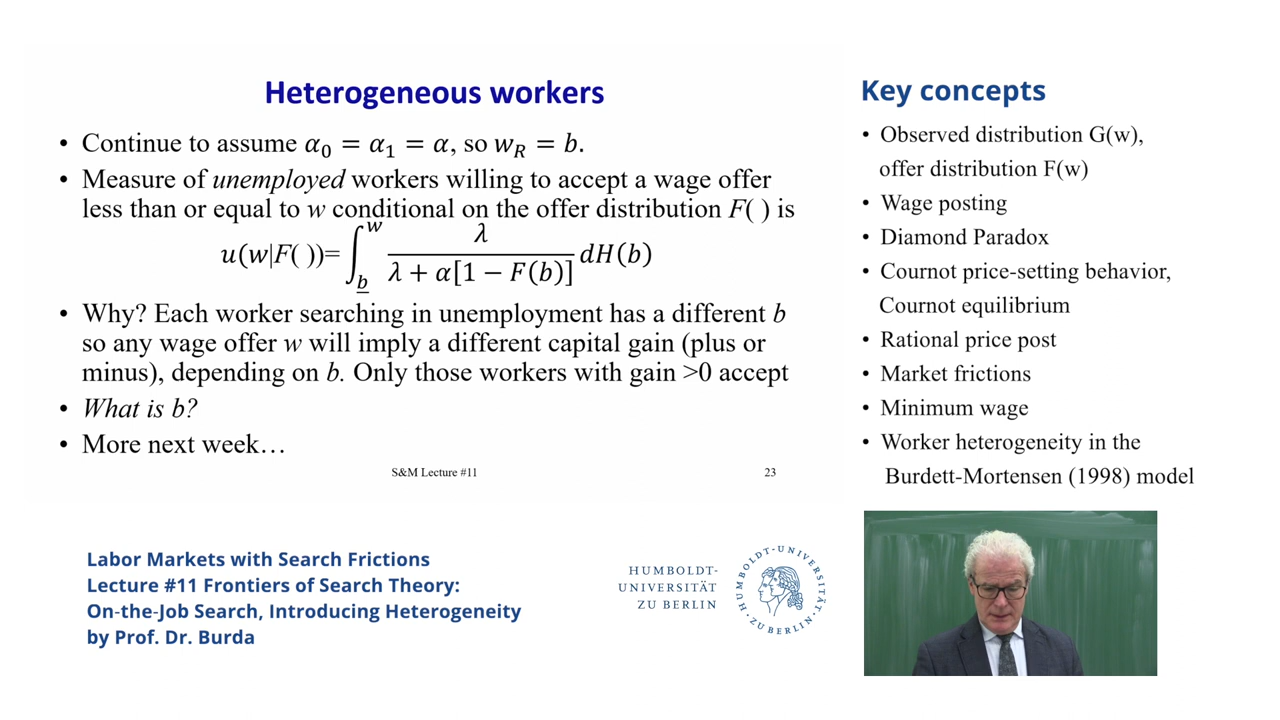 Heterogeneous workers
• Continue to assume α₀ = α₁ = α, so w_R = b.
• Measure of unemployed workers willing to accept a wage offer
less than or equal to w conditional on the offer distribution F( ) is
u(w|F( ))= ∫_b^w λ / (λ + α[1 − F(b)]) dH(b)
• Why? Each worker searching in unemployment has a different b
so any wage offer w will imply a different capital gain (plus or
minus), depending on b. Only those workers with gain >0 accept
• What is b?
• More next week…
S&M Lecture #11
23
Key concepts
• Observed distribution G(w),
offer distribution F(w)
• Wage posting
• Diamond Paradox
• Cournot price-setting behavior,
Cournot equilibrium
• Rational price post
• Market frictions
• Minimum wage
• Worker heterogeneity in the
Burdett-Mortensen (1998) model
Labor Markets with Search Frictions
Lecture #11 Frontiers of Search Theory:
On-the-Job Search, Introducing Heterogeneity
by Prof. Dr. Burda
HUMBOLDT-
UNIVERSITÄT
ZU BERLIN
HUMBOLDT-UNIVERSITÄT
ZU BERLIN